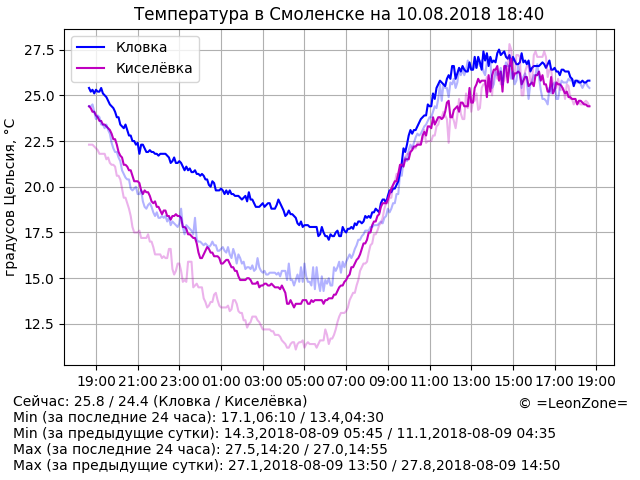 Температура в Смоленске на 10.08.2018 18:40
Кловка
Киселёвка
градусов Цельсия, °C
27.5
25.0
22.5
20.0
17.5
15.0
12.5
19:00 21:00 23:00 01:00 03:00 05:00 07:00 09:00 11:00 13:00 15:00 17:00 19:00
Сейчас: 25.8 / 24.4 (Кловка / Киселёвка)
© =LeonZone=
Min (за последние 24 часа): 17.1,06:10 / 13.4,04:30
Min (за предыдущие сутки): 14.3,2018-08-09 05:45 / 11.1,2018-08-09 04:35
Max (за последние 24 часа): 27.5,14:20 / 27.0,14:55
Max (за предыдущие сутки): 27.1,2018-08-09 13:50 / 27.8,2018-08-09 14:50